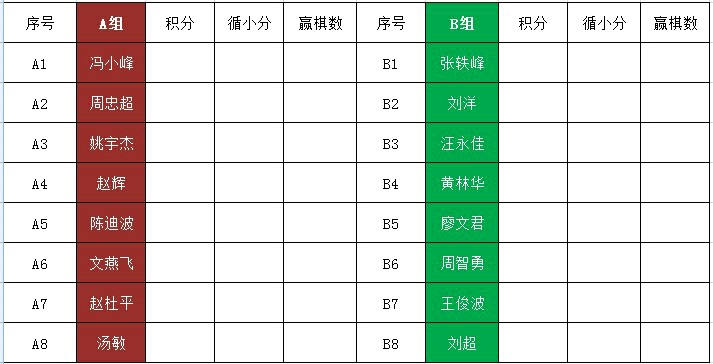 序号 A组 积分 循小分 赢棋数 序号 B组 积分 循小分 赢棋数
A1 冯小峰 B1 张轶峰
A2 周忠超 B2 刘洋
A3 姚宇杰 B3 汪永佳
A4 赵辉 B4 黄林华
A5 陈迪波 B5 廖文君
A6 文燕飞 B6 周智勇
A7 赵杜平 B7 王俊波
A8 汤敏 B8 刘超